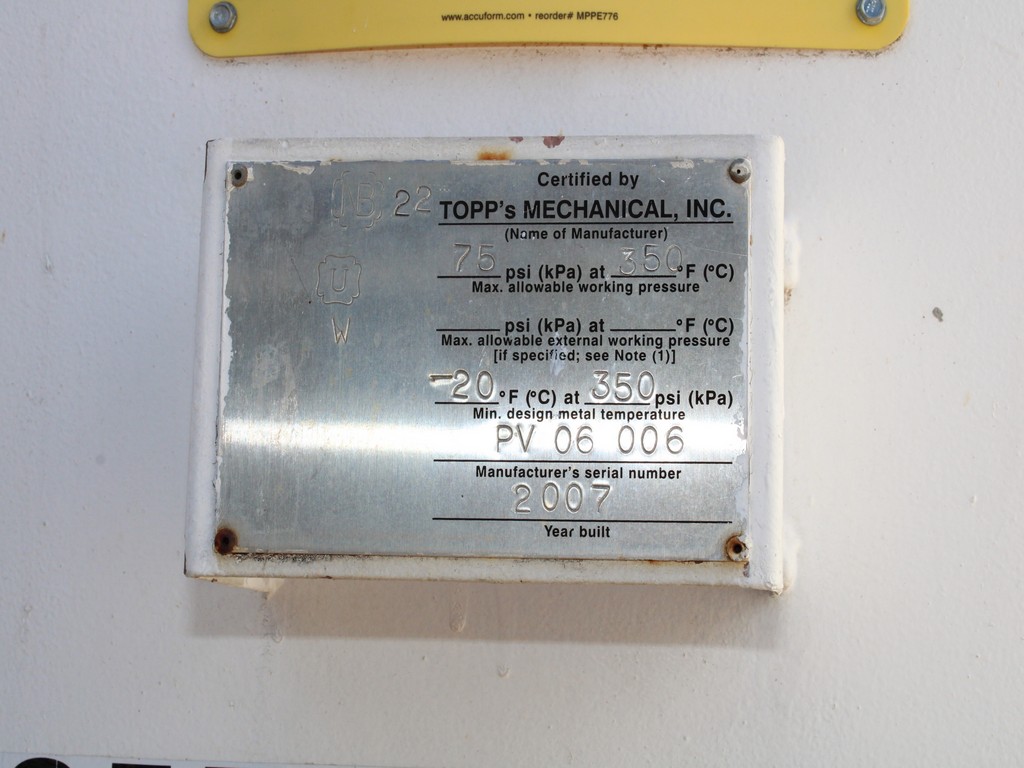 www.accuform.com • reorder# MPPE776
22
Certified by
TOPP's MECHANICAL, INC.
(Name of Manufacturer)
75 psi (kPa) at 350 °F (°C)
Max. allowable working pressure
U
W
psi (kPa) at °F (°C)
Max. allowable external working pressure
[if specified; see Note (1)]
-20 °F (°C) at 350 psi (kPa)
Min. design metal temperature
PV 06 006
Manufacturer's serial number
2007
Year built